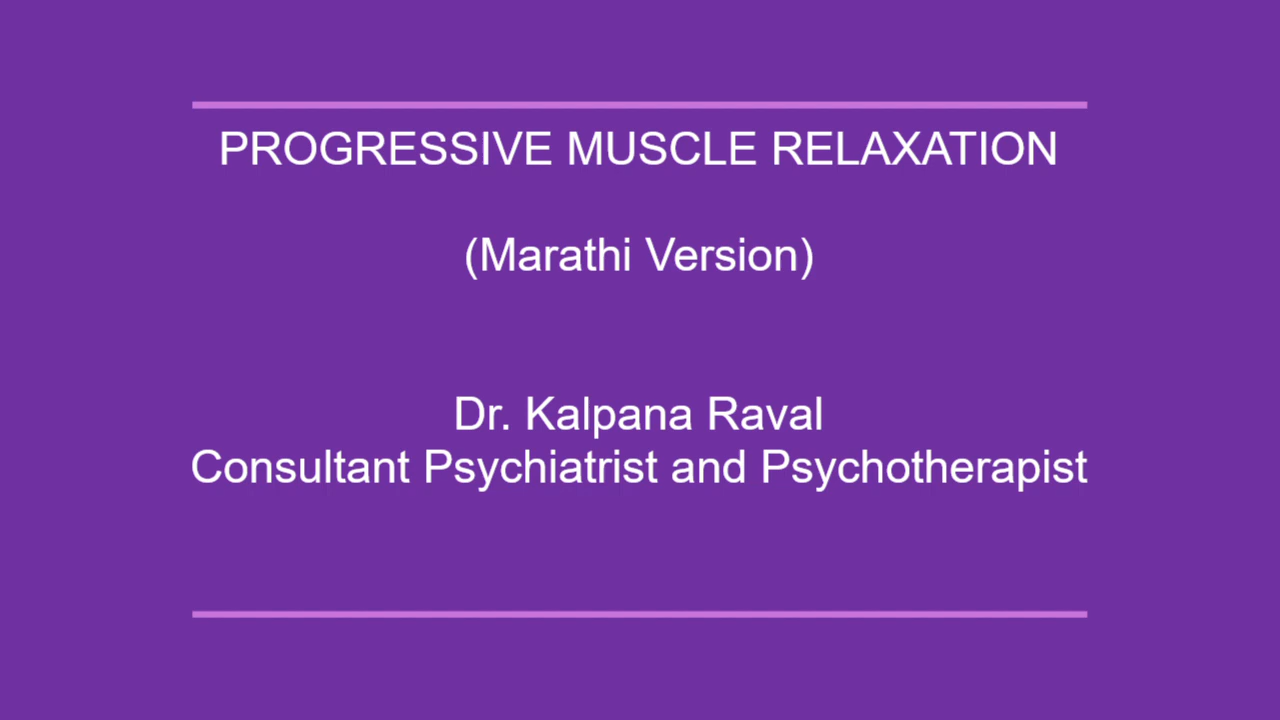 PROGRESSIVE MUSCLE RELAXATION
(Marathi Version)
Dr. Kalpana Raval
Consultant Psychiatrist and Psychotherapist